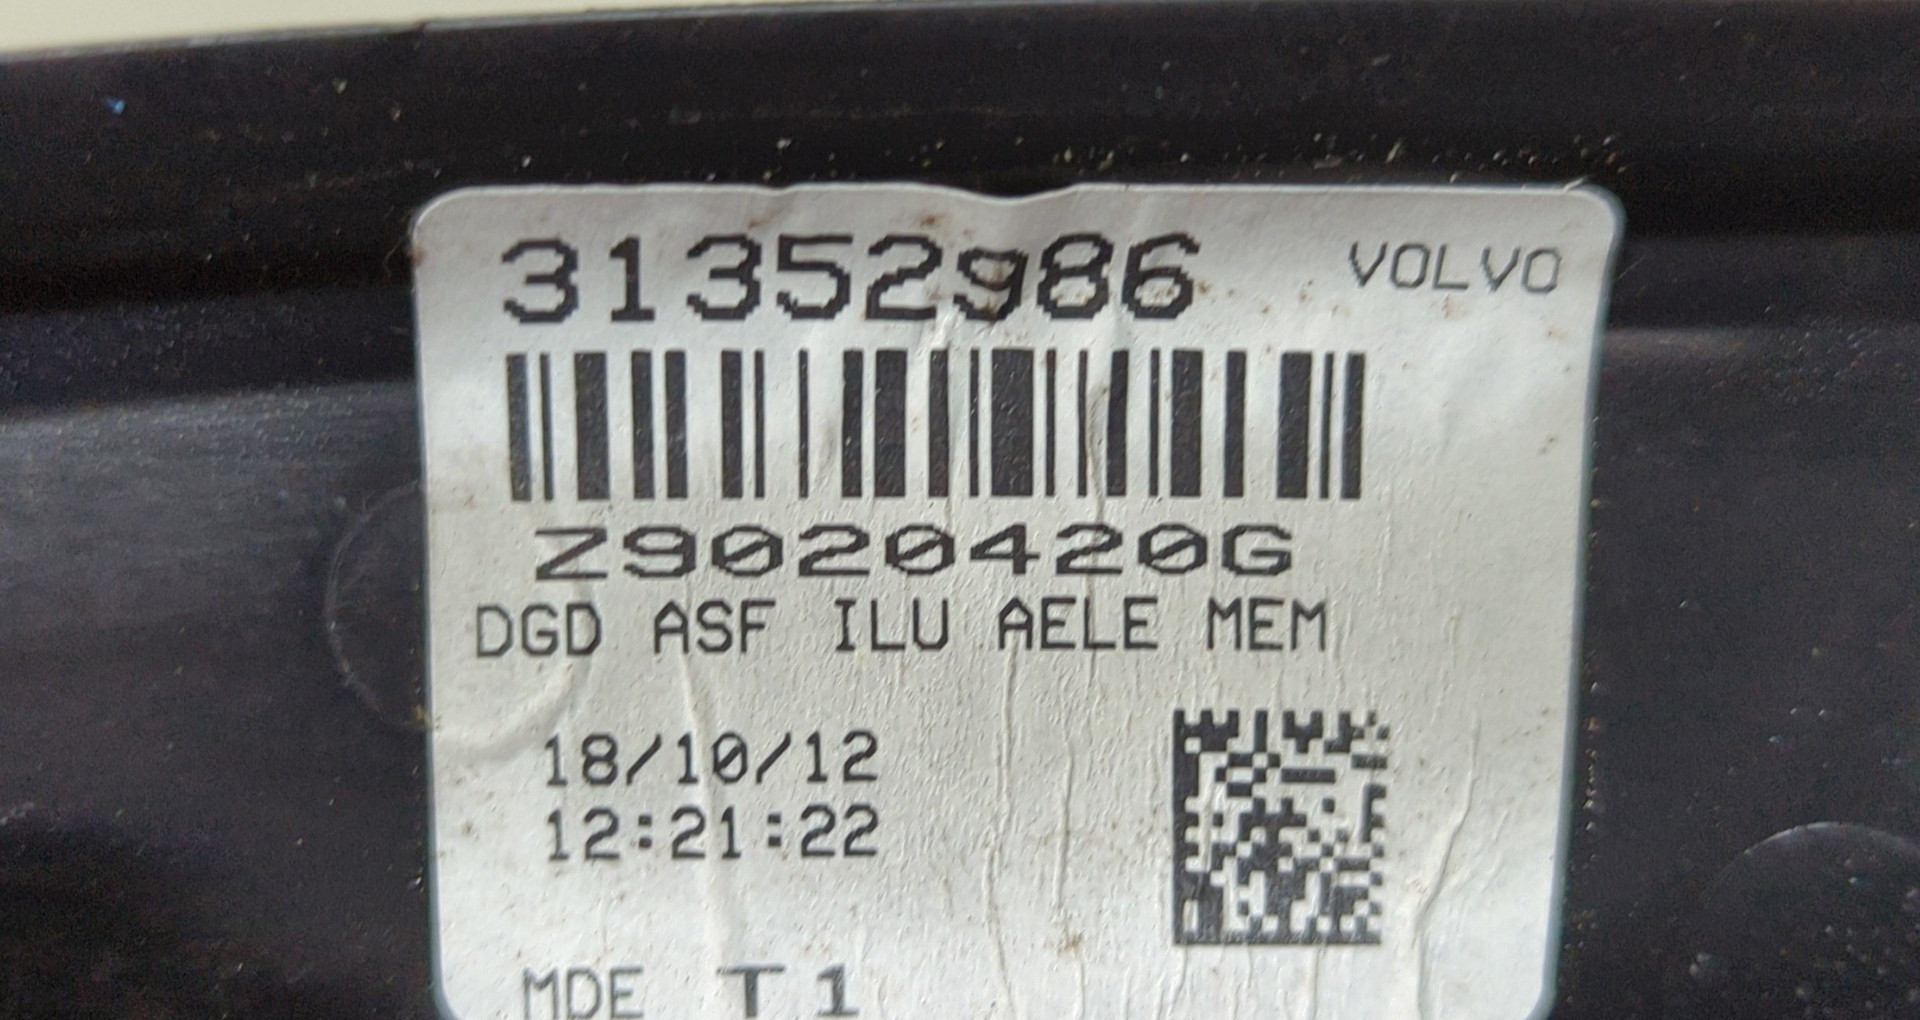 31352986 VOLVO
Z9020420G
DGD ASF ILU AELE MEM
18/10/12
12:21:22
MDE T1